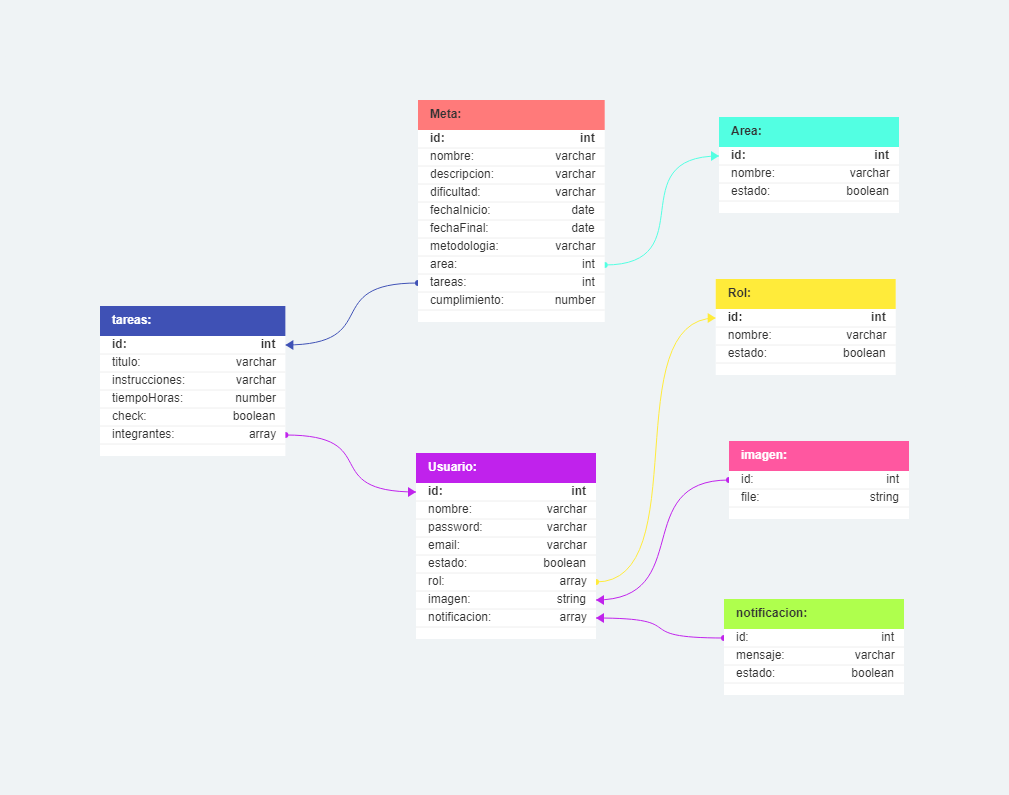 Meta:
id: int
nombre: varchar
descripcion: varchar
dificultad: varchar
fechaInicio: date
fechaFinal: date
metodologia: varchar
area: int
tareas: int
cumplimiento: number
Area:
id: int
nombre: varchar
estado: boolean
Rol:
id: int
nombre: varchar
estado: boolean
tareas:
id: int
titulo: varchar
instrucciones: varchar
tiempoHoras: number
check: boolean
integrantes: array
Usuario:
id: int
nombre: varchar
password: varchar
email: varchar
estado: boolean
rol: array
imagen: string
notificacion: array
imagen:
id: int
file: string
notificacion:
id: int
mensaje: varchar
estado: boolean